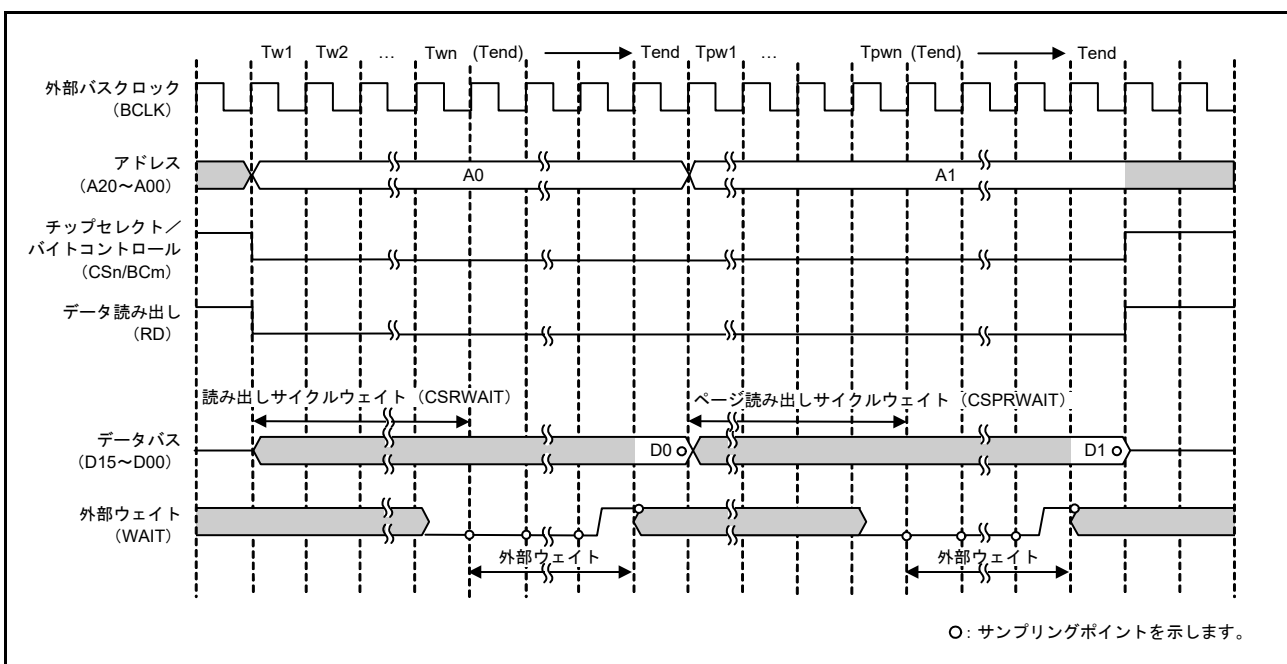 Tw1 Tw2 … Twn (Tend) Tend Tpw1 … Tpwn (Tend) Tend
外部バスクロック
（BCLK）
アドレス
（A20～A00）
A0 A1
チップセレクト／
バイトコントロール
（CSn/BCm）
データ読み出し
（RD）
読み出しサイクルウェイト（CSRWAIT） ページ読み出しサイクルウェイト（CSPRWAIT）
データバス
（D15～D00）
D0 D1
外部ウェイト
（WAIT）
外部ウェイト 外部ウェイト
：サンプリングポイントを示します。